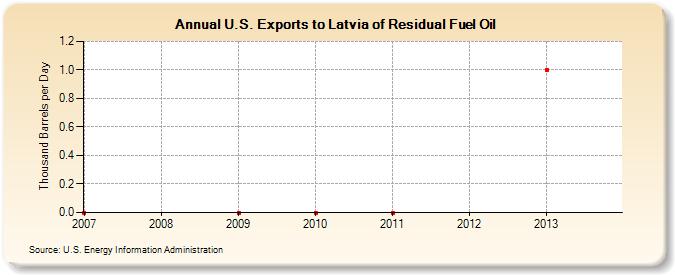 Annual U.S. Exports to Latvia of Residual Fuel Oil
Thousand Barrels per Day
1.2
1.0
0.8
0.6
0.4
0.2
0.0
2007 2008 2009 2010 2011 2012 2013
Source: U.S. Energy Information Administration